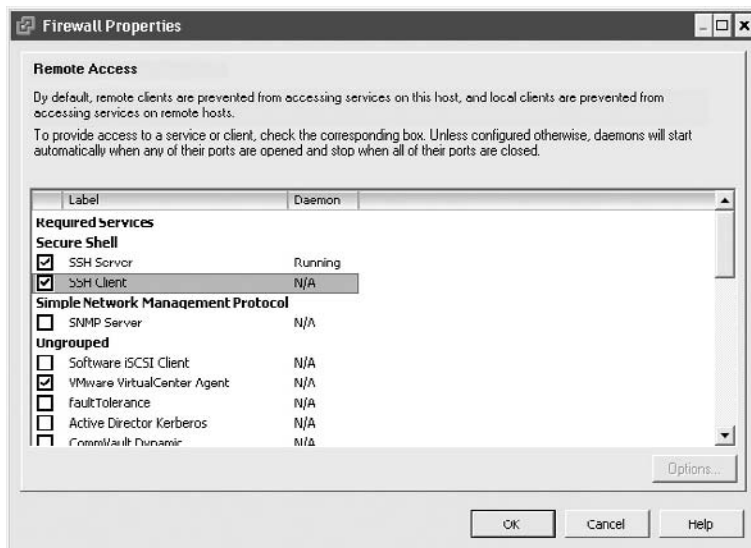 Firewall Properties
Remote Access
By default, remote clients are prevented from accessing services on this host, and local clients are prevented from
accessing services on remote hosts.
To provide access to a service or client, check the corresponding box. Unless configured otherwise, daemons will start
automatically when any of their ports are opened and stop when all of their ports are closed.
Label Daemon
Required Services
Secure Shell
SSH Server Running
SSH Client N/A
Simple Network Management Protocol
SNMP Server N/A
Ungrouped
Software iSCSI Client N/A
VMware VirtualCenter Agent N/A
faultTolerance N/A
Active Director Kerberos N/A
CommVault Dynamic N/A
Options...
OK Cancel Help